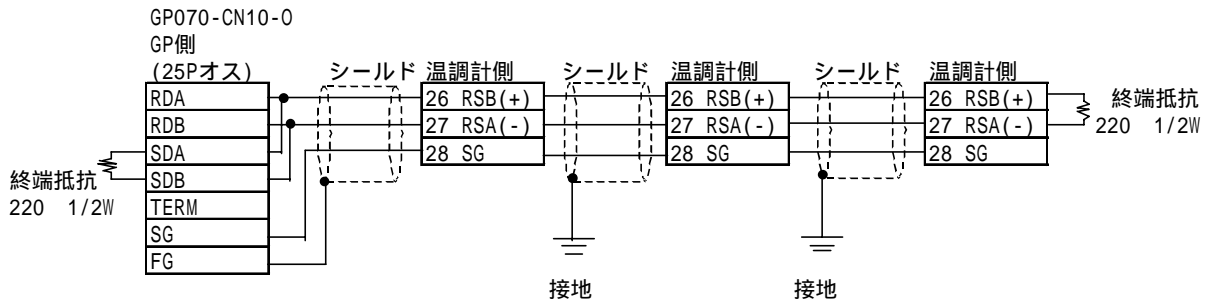 GP070-CN10-O
GP側
(25Pオス)
RDA
RDB
SDA
SDB
TERM
SG
FG
終端抵抗
220 1/2W
シールド
温調計側
26 RSB(+)
27 RSA(-)
28 SG
シールド
接地
温調計側
26 RSB(+)
27 RSA(-)
28 SG
シールド
接地
温調計側
26 RSB(+)
27 RSA(-)
28 SG
終端抵抗
220 1/2W